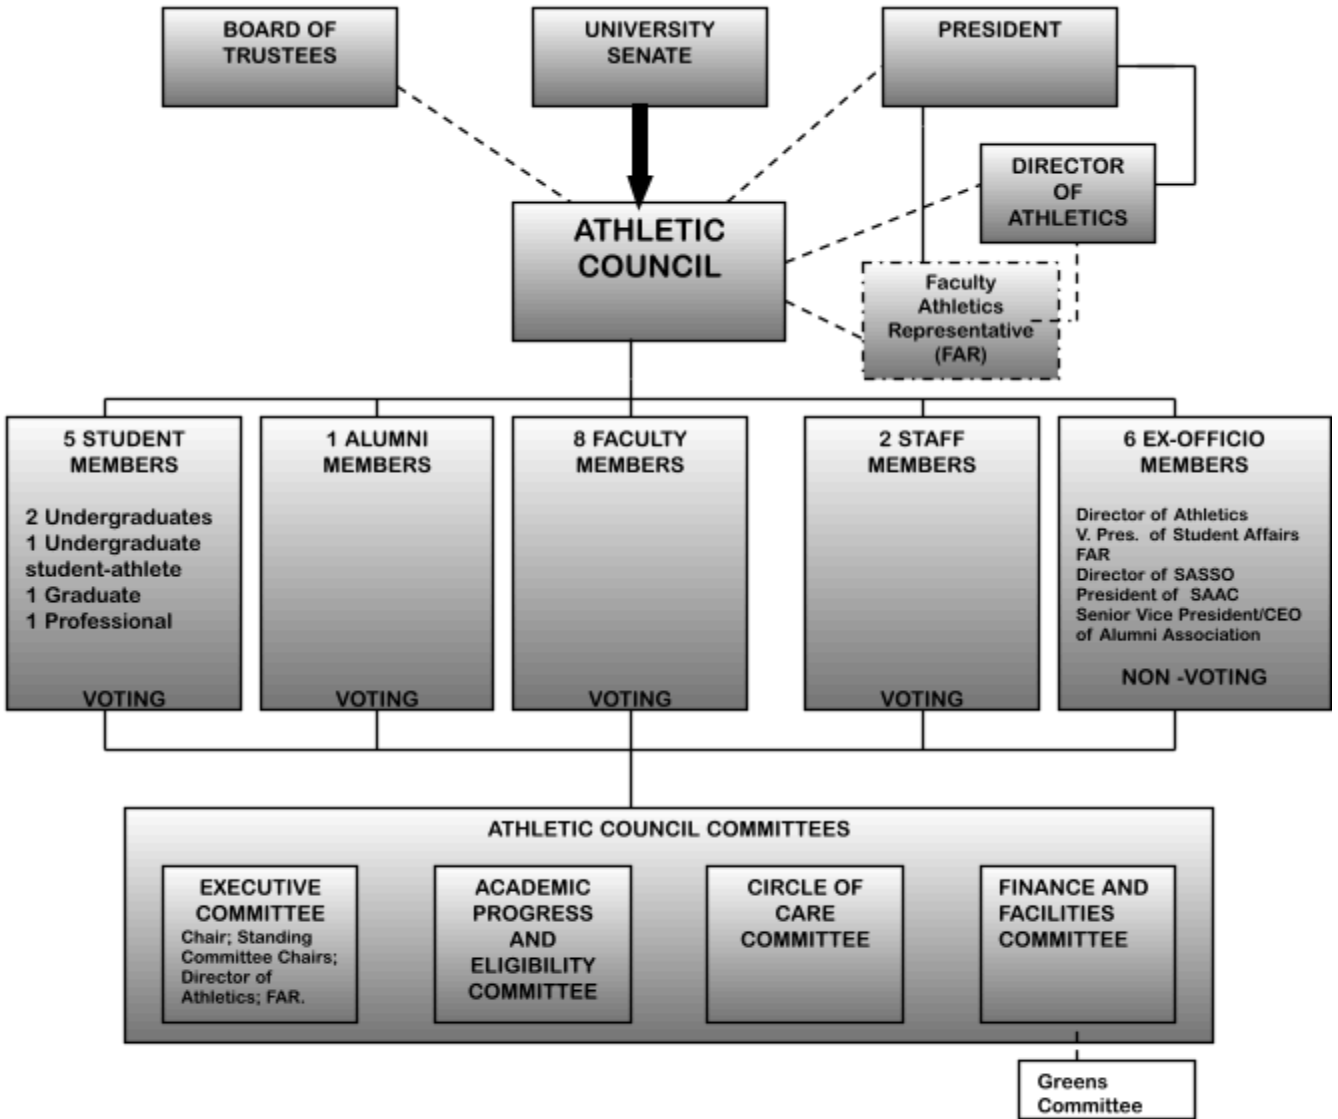 BOARD OF
TRUSTEES
UNIVERSITY
SENATE
PRESIDENT
DIRECTOR
OF
ATHLETICS
ATHLETIC
COUNCIL
Faculty
Athletics
Representative
(FAR)
5 STUDENT
MEMBERS
2 Undergraduates
1 Undergraduate
student-athlete
1 Graduate
1 Professional
VOTING
1 ALUMNI
MEMBERS
VOTING
8 FACULTY
MEMBERS
VOTING
2 STAFF
MEMBERS
VOTING
6 EX-OFFICIO
MEMBERS
Director of Athletics
V. Pres. of Student Affairs
FAR
Director of SASSO
President of SAAC
Senior Vice President/CEO
of Alumni Association
NON -VOTING
ATHLETIC COUNCIL COMMITTEES
EXECUTIVE
COMMITTEE
Chair; Standing
Committee Chairs;
Director of
Athletics; FAR.
ACADEMIC
PROGRESS
AND
ELIGIBILITY
COMMITTEE
CIRCLE OF
CARE
COMMITTEE
FINANCE AND
FACILITIES
COMMITTEE
Greens
Committee